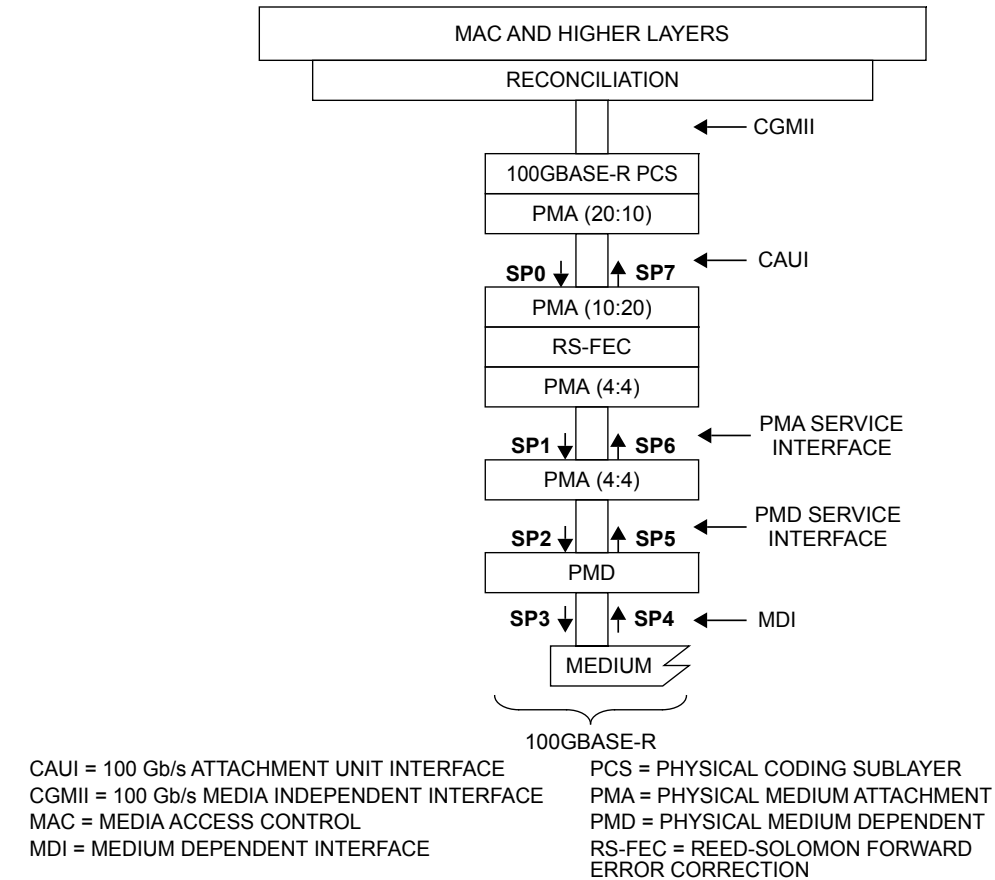 MAC AND HIGHER LAYERS
RECONCILIATION
CGMII
100GBASE-R PCS
PMA (20:10)
CAUI
SP0 SP7
PMA (10:20)
RS-FEC
PMA (4:4)
PMA SERVICE
INTERFACE
SP1 SP6
PMA (4:4)
PMD SERVICE
INTERFACE
SP2 SP5
PMD
SP3 SP4 MDI
MEDIUM
100GBASE-R
CAUI = 100 Gb/s ATTACHMENT UNIT INTERFACE
CGMII = 100 Gb/s MEDIA INDEPENDENT INTERFACE
MAC = MEDIA ACCESS CONTROL
MDI = MEDIUM DEPENDENT INTERFACE
PCS = PHYSICAL CODING SUBLAYER
PMA = PHYSICAL MEDIUM ATTACHMENT
PMD = PHYSICAL MEDIUM DEPENDENT
RS-FEC = REED-SOLOMON FORWARD
ERROR CORRECTION